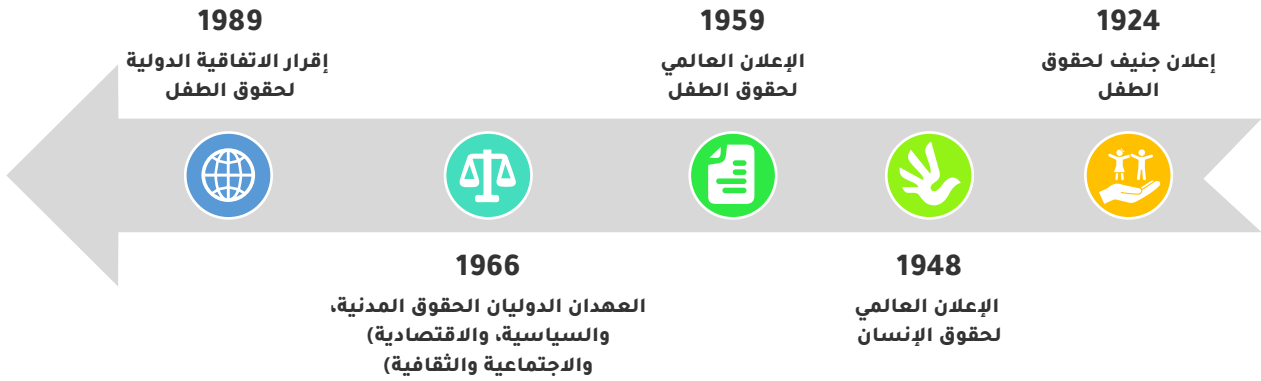 1924
إعلان جنيف لحقوق
الطفل
1948
الإعلان العالمي
لحقوق الإنسان
1959
الإعلان العالمي
لحقوق الطفل
1966
العهدان الدوليان الحقوق المدنية،
والسياسية، والاقتصادية)
والاجتماعية والثقافية)
1989
إقرار الاتفاقية الدولية
لحقوق الطفل